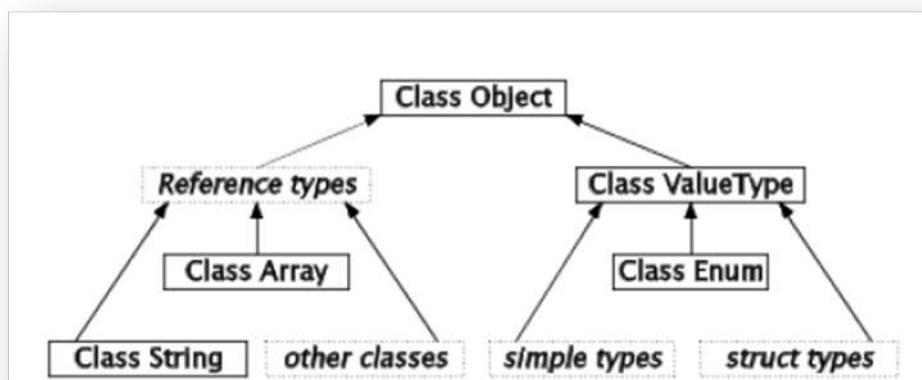 Class Object
Reference types
Class ValueType
Class Array
Class Enum
Class String
other classes
simple types
struct types